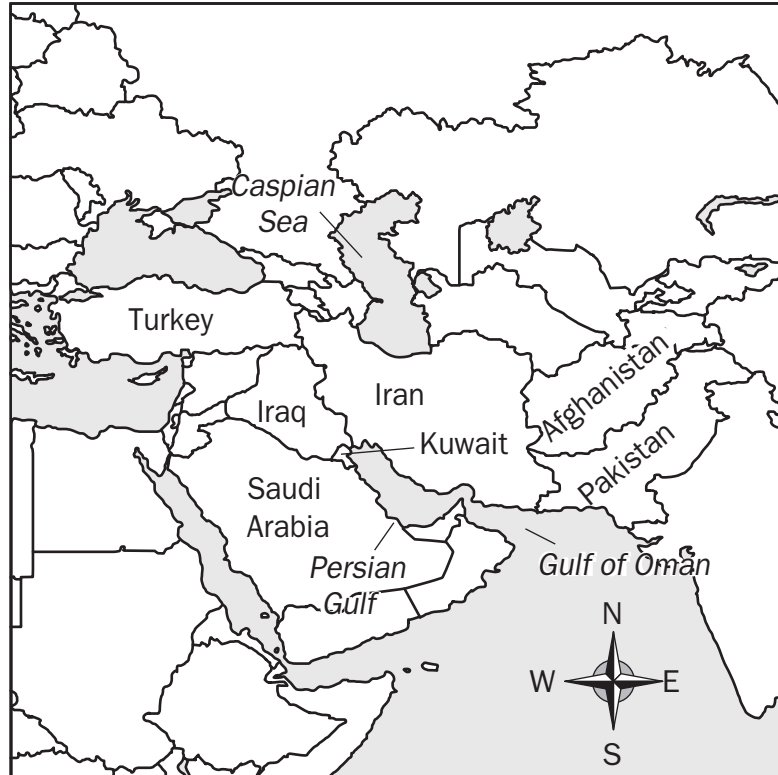 Caspian
Sea
Turkey
Iran
Afghanistan
Iraq
Kuwait
Pakistan
Saudi
Arabia
Persian
Gulf
Gulf of Oman
N
W E
S